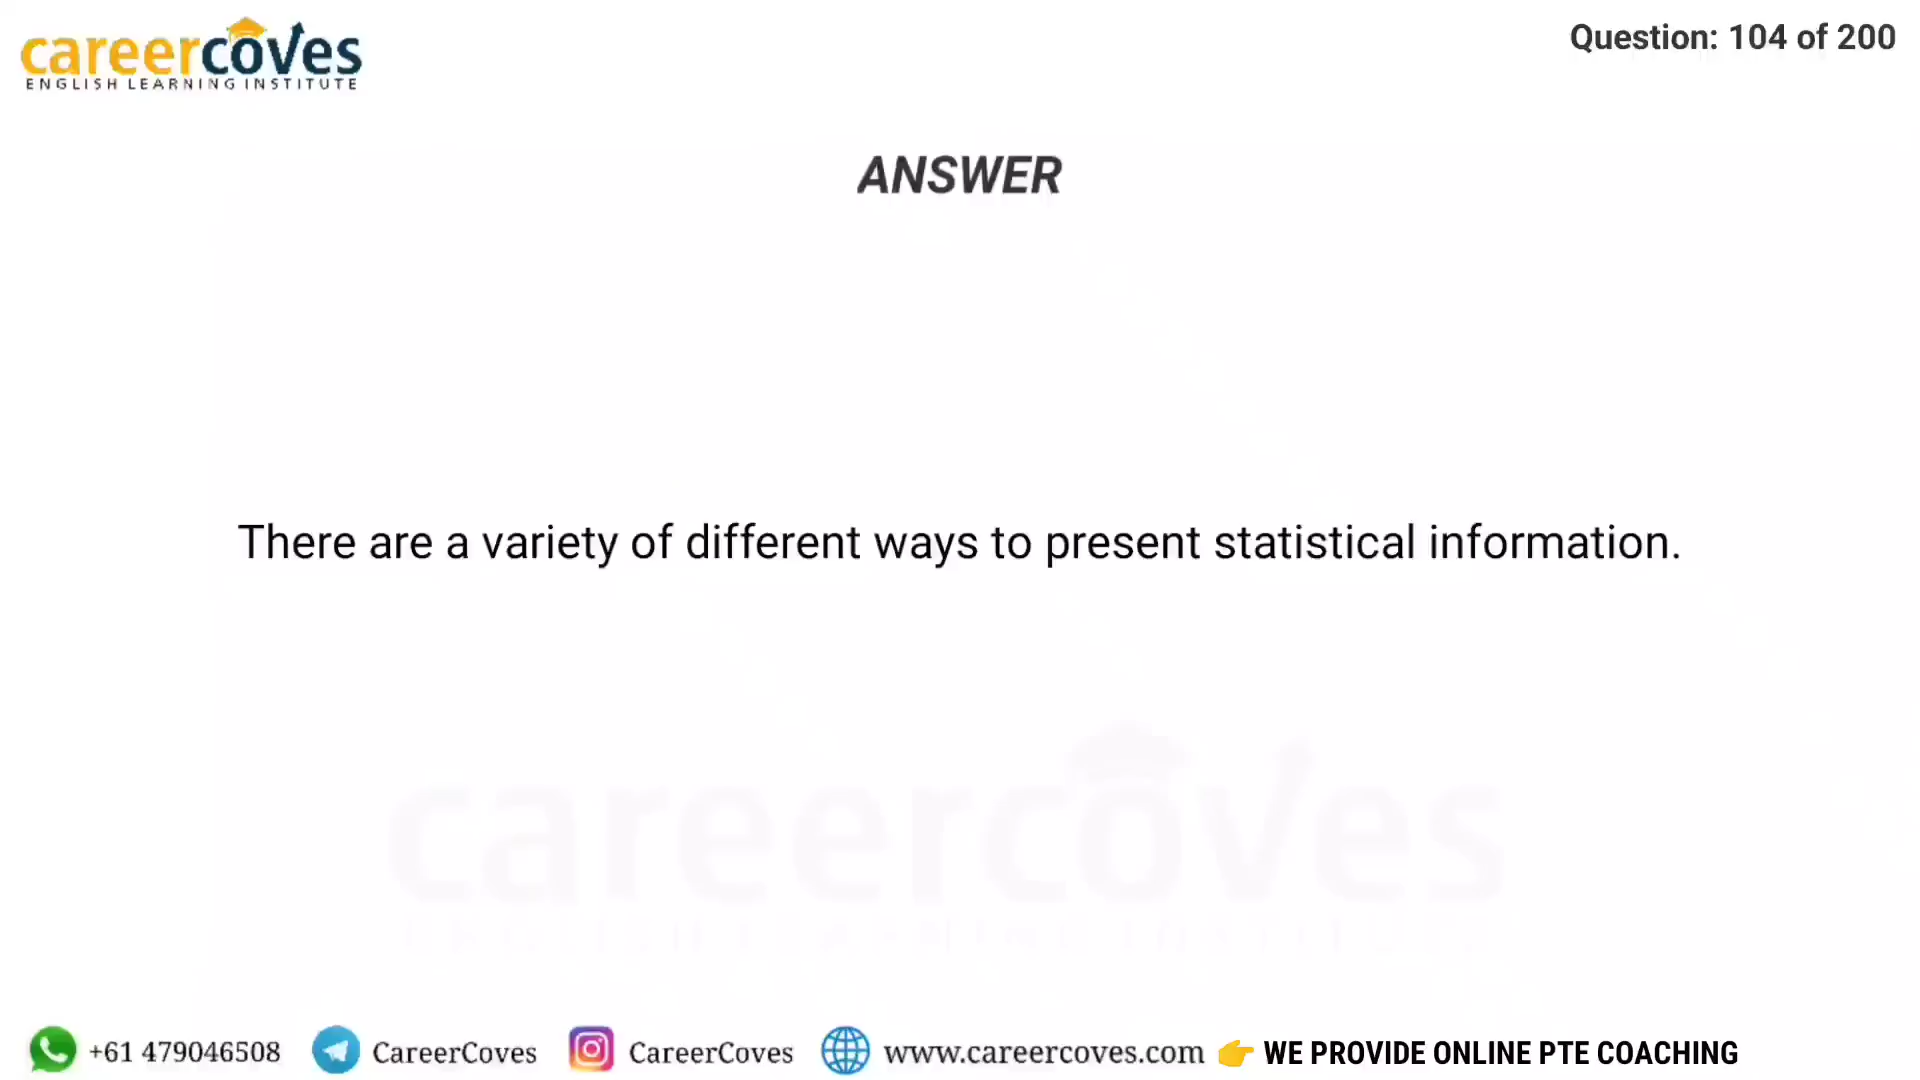 careercoves
ENGLISH LEARNING INSTITUTE
Question: 104 of 200
ANSWER
There are a variety of different ways to present statistical information.
careercoves
+61 479046508 CareerCoves CareerCoves www.careercoves.com 👉 WE PROVIDE ONLINE PTE COACHING